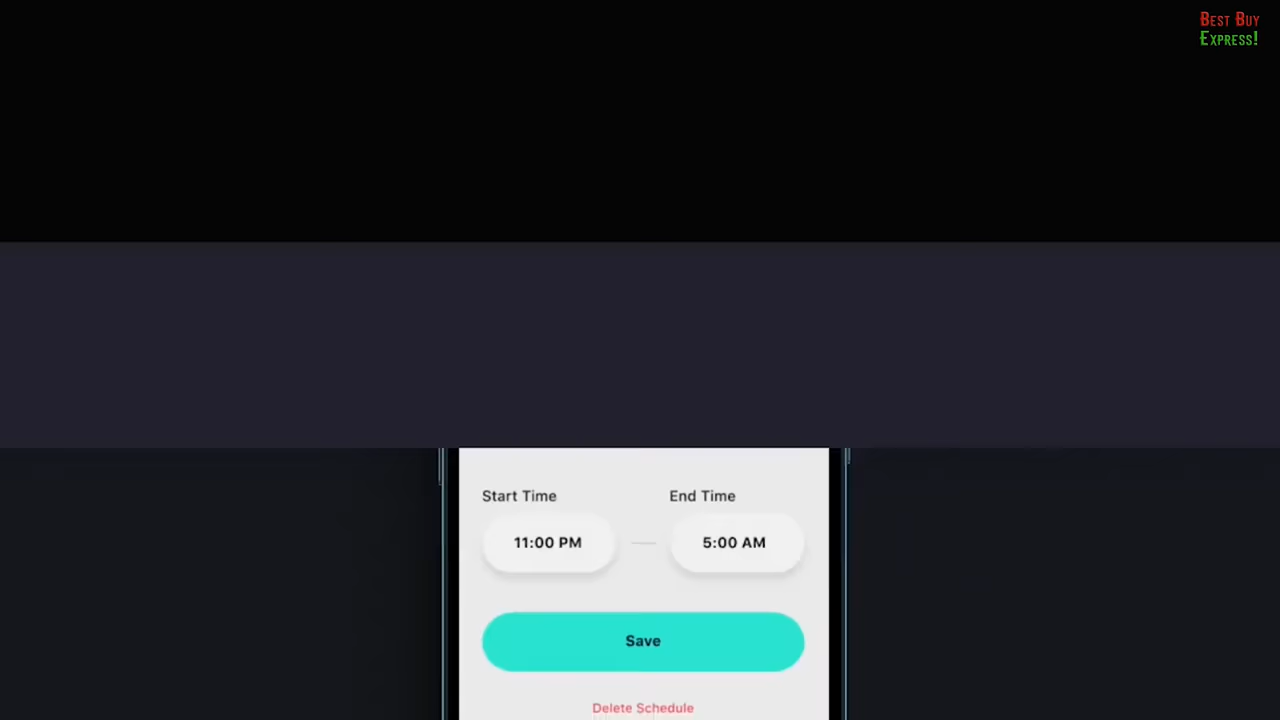 Best Buy
Express!
Start Time
End Time
11:00 PM
5:00 AM
Save
Delete Schedule